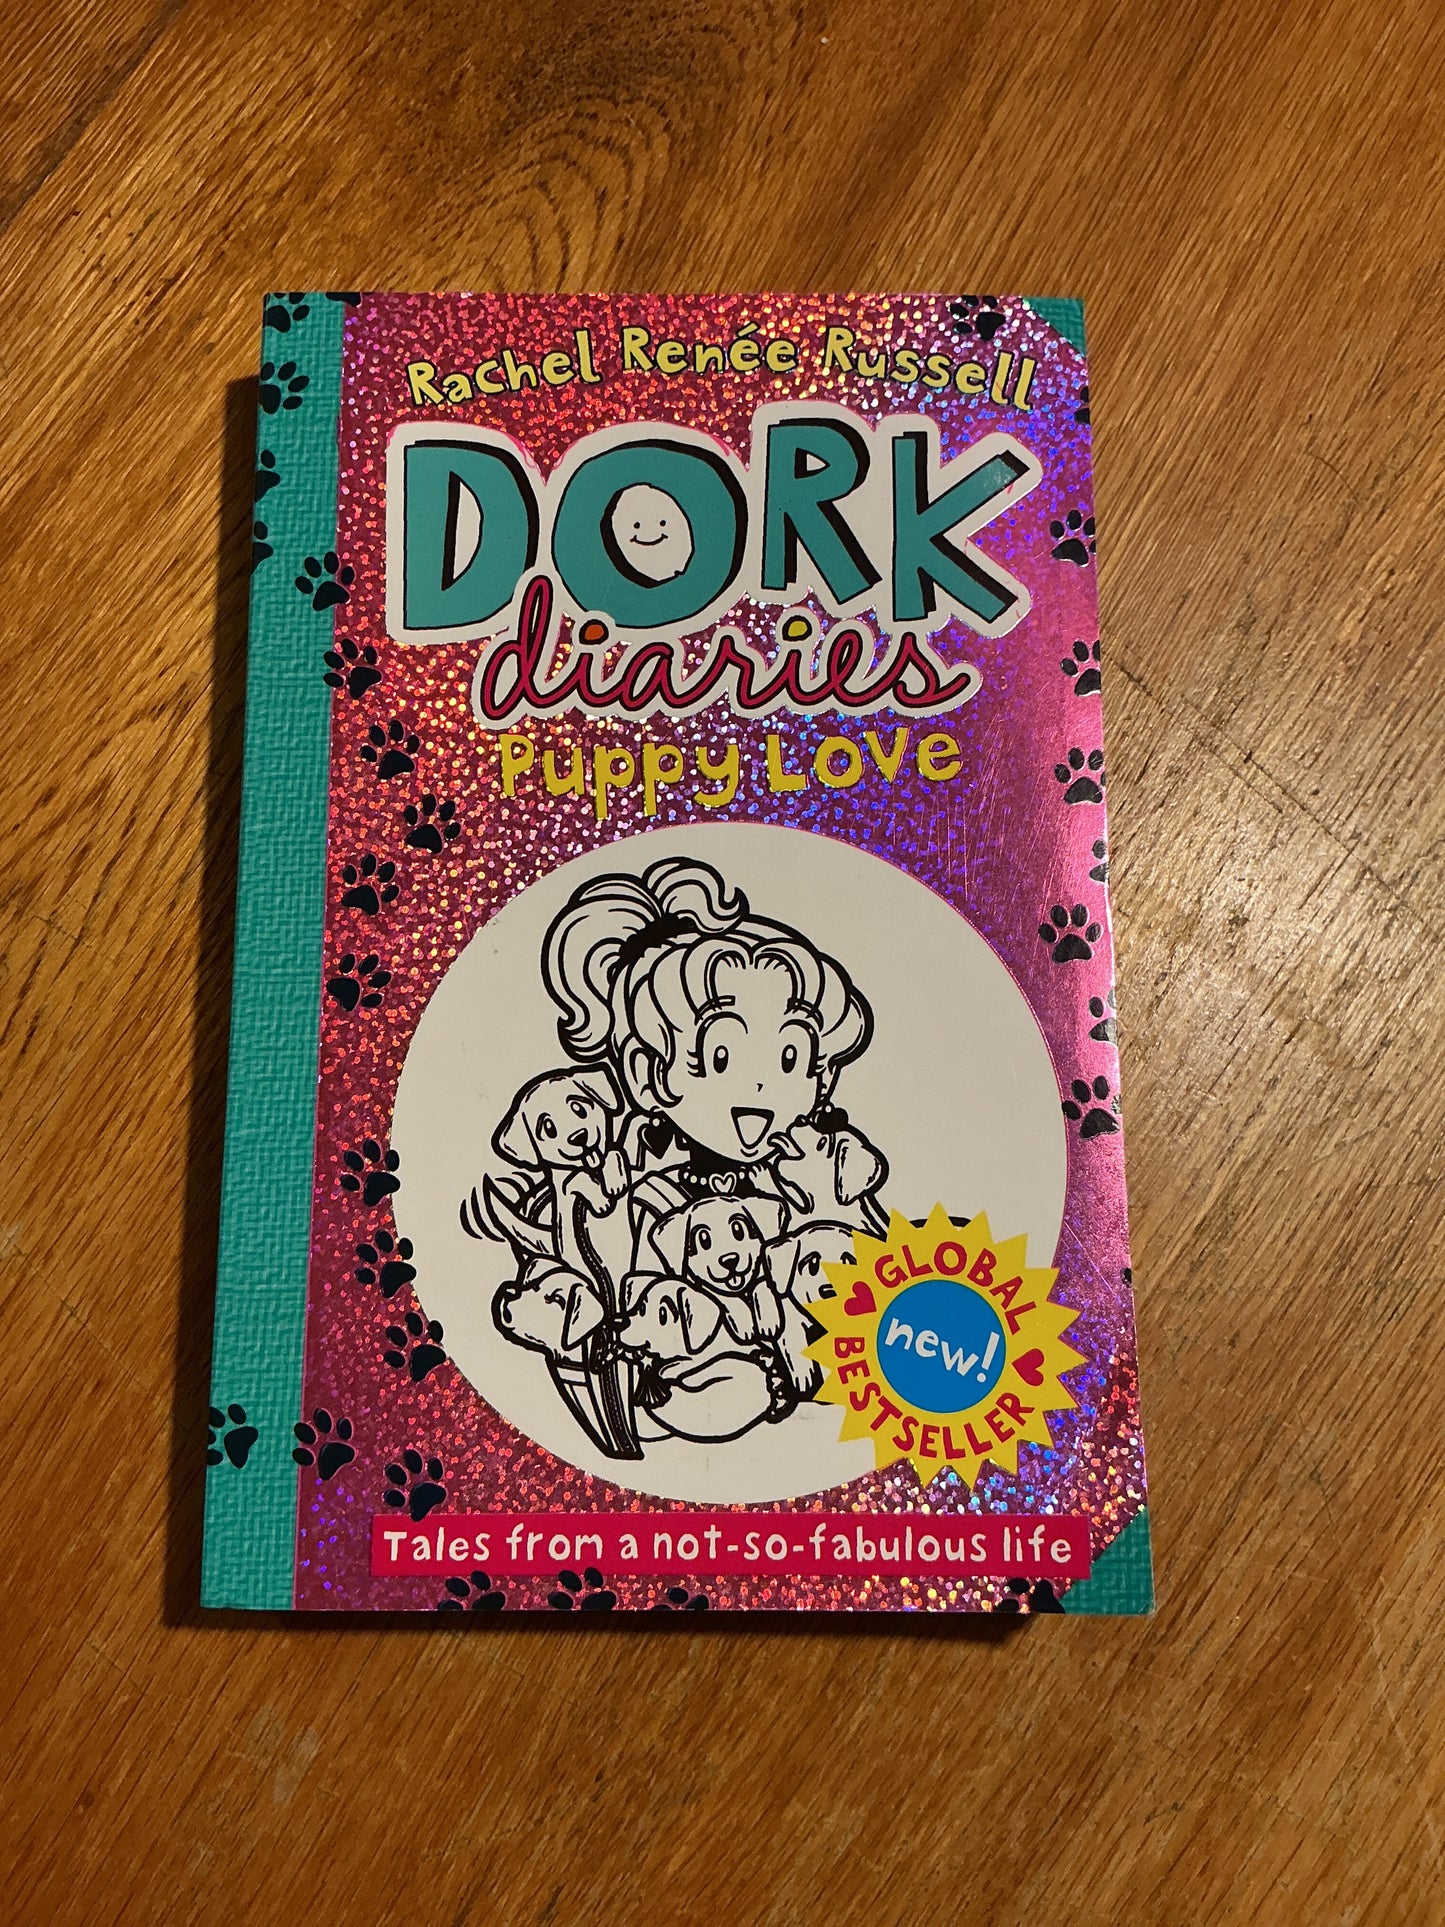 Rachel Renée Russell
DORK
diaries
Puppy Love
GLOBAL
new!
BESTSELLER
Tales from a not-so-fabulous life